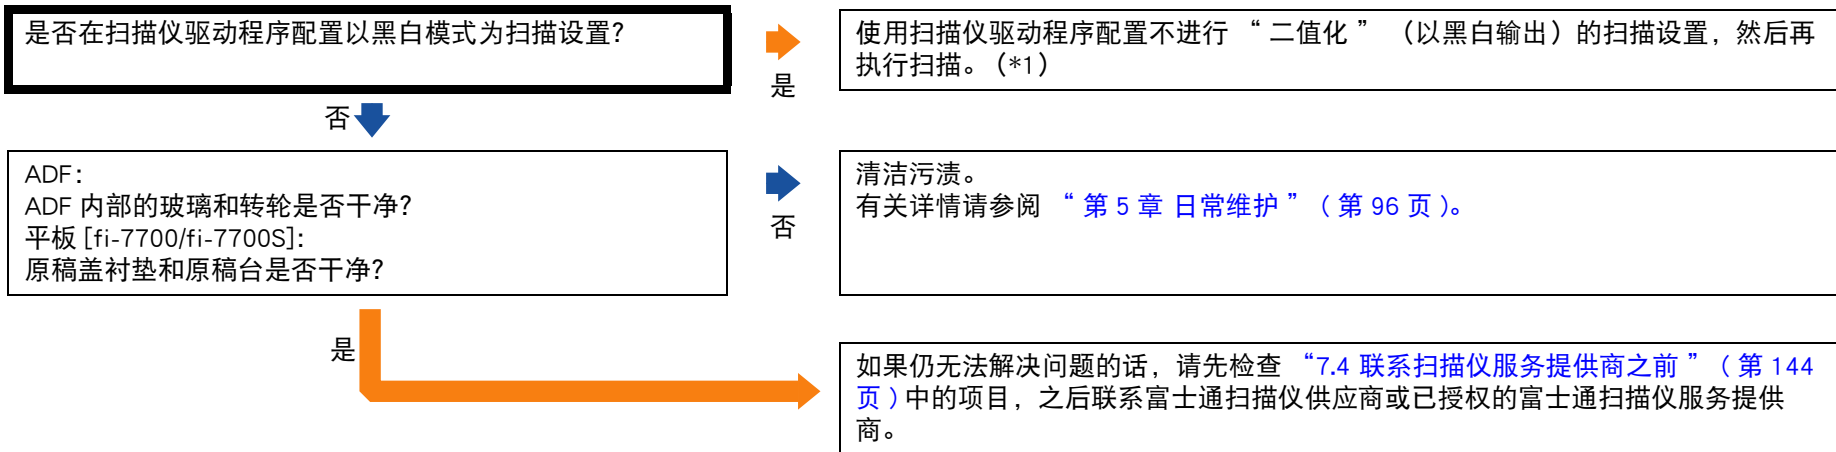 是否在扫描仪驱动程序配置以黑白模式为扫描设置？
是
使用扫描仪驱动程序配置不进行 “ 二值化 ” （以黑白输出）的扫描设置，然后再
执行扫描。（*1）
否
ADF：
ADF 内部的玻璃和转轮是否干净？
平板 [fi-7700/fi-7700S]：
原稿盖衬垫和原稿台是否干净？
否
清洁污渍。
有关详情请参阅 “ 第 5 章 日常维护 ” ( 第 96 页 )。
是
如果仍无法解决问题的话，请先检查 “7.4 联系扫描仪服务提供商之前 ” ( 第 144
页 ) 中的项目，之后联系富士通扫描仪供应商或已授权的富士通扫描仪服务提供
商。